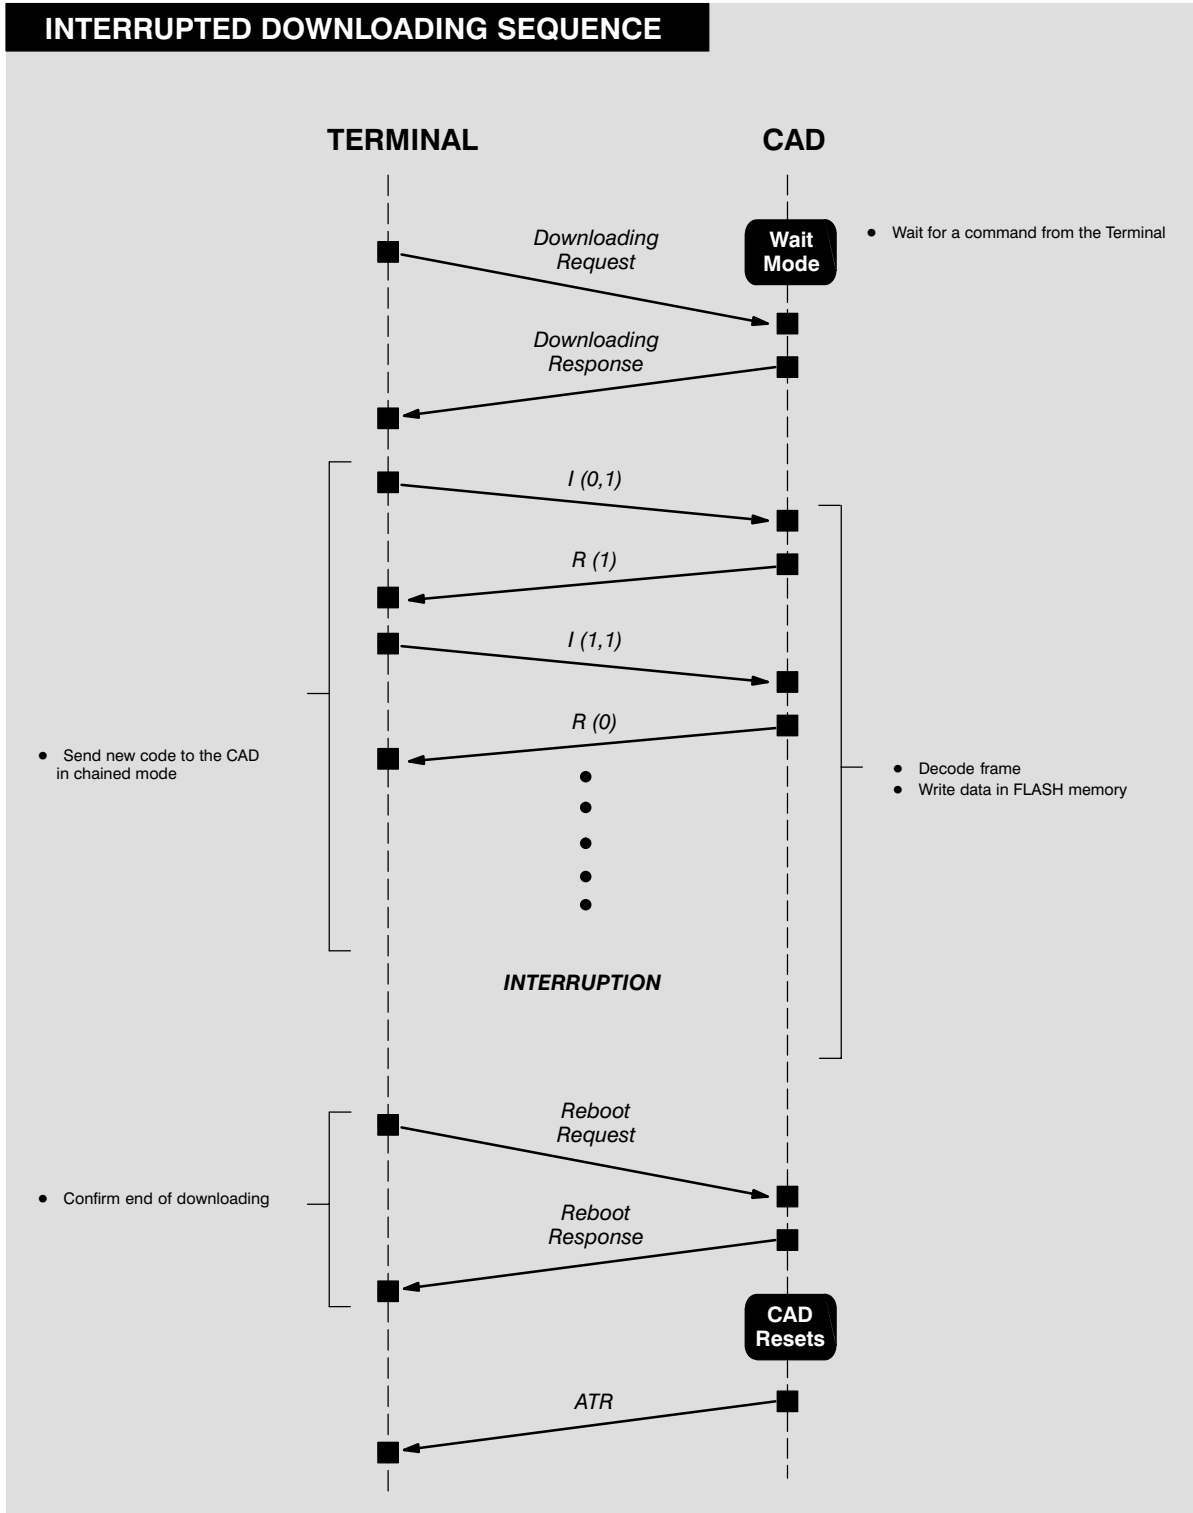 INTERRUPTED DOWNLOADING SEQUENCE
TERMINAL
CAD
Wait
Mode
● Wait for a command from the Terminal
Downloading
Request
Downloading
Response
I (0,1)
R (1)
I (1,1)
R (0)
● Send new code to the CAD
in chained mode
● Decode frame
● Write data in FLASH memory
INTERRUPTION
Reboot
Request
● Confirm end of downloading
Reboot
Response
CAD
Resets
ATR